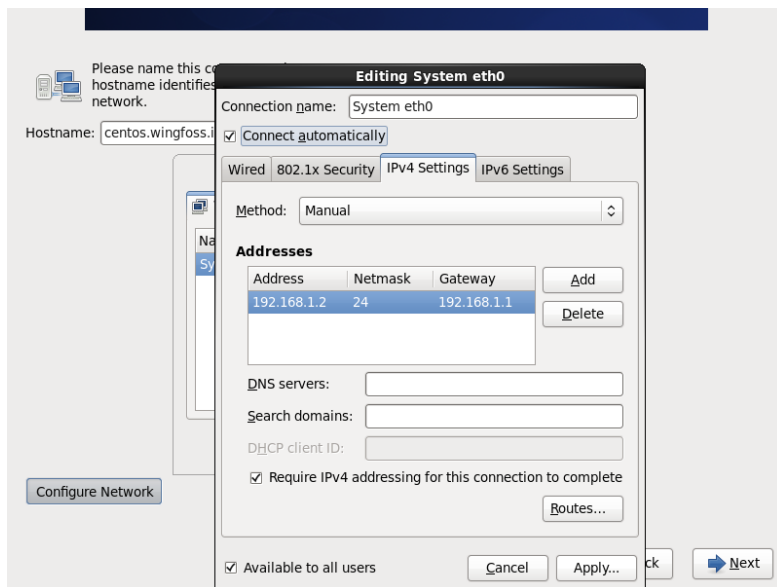 Please name this
hostname identifies
network.
Hostname: centos.wingfoss.i
Editing System eth0
Connection name: System eth0
Connect automatically
Wired 802.1x Security IPv4 Settings IPv6 Settings
Method: Manual
Addresses
Address Netmask Gateway
192.168.1.2 24 192.168.1.1
Add
Delete
DNS servers:
Search domains:
DHCP client ID:
Require IPv4 addressing for this connection to complete
Routes...
Available to all users
Cancel Apply...
Na
Sy
Configure Network
ck Next